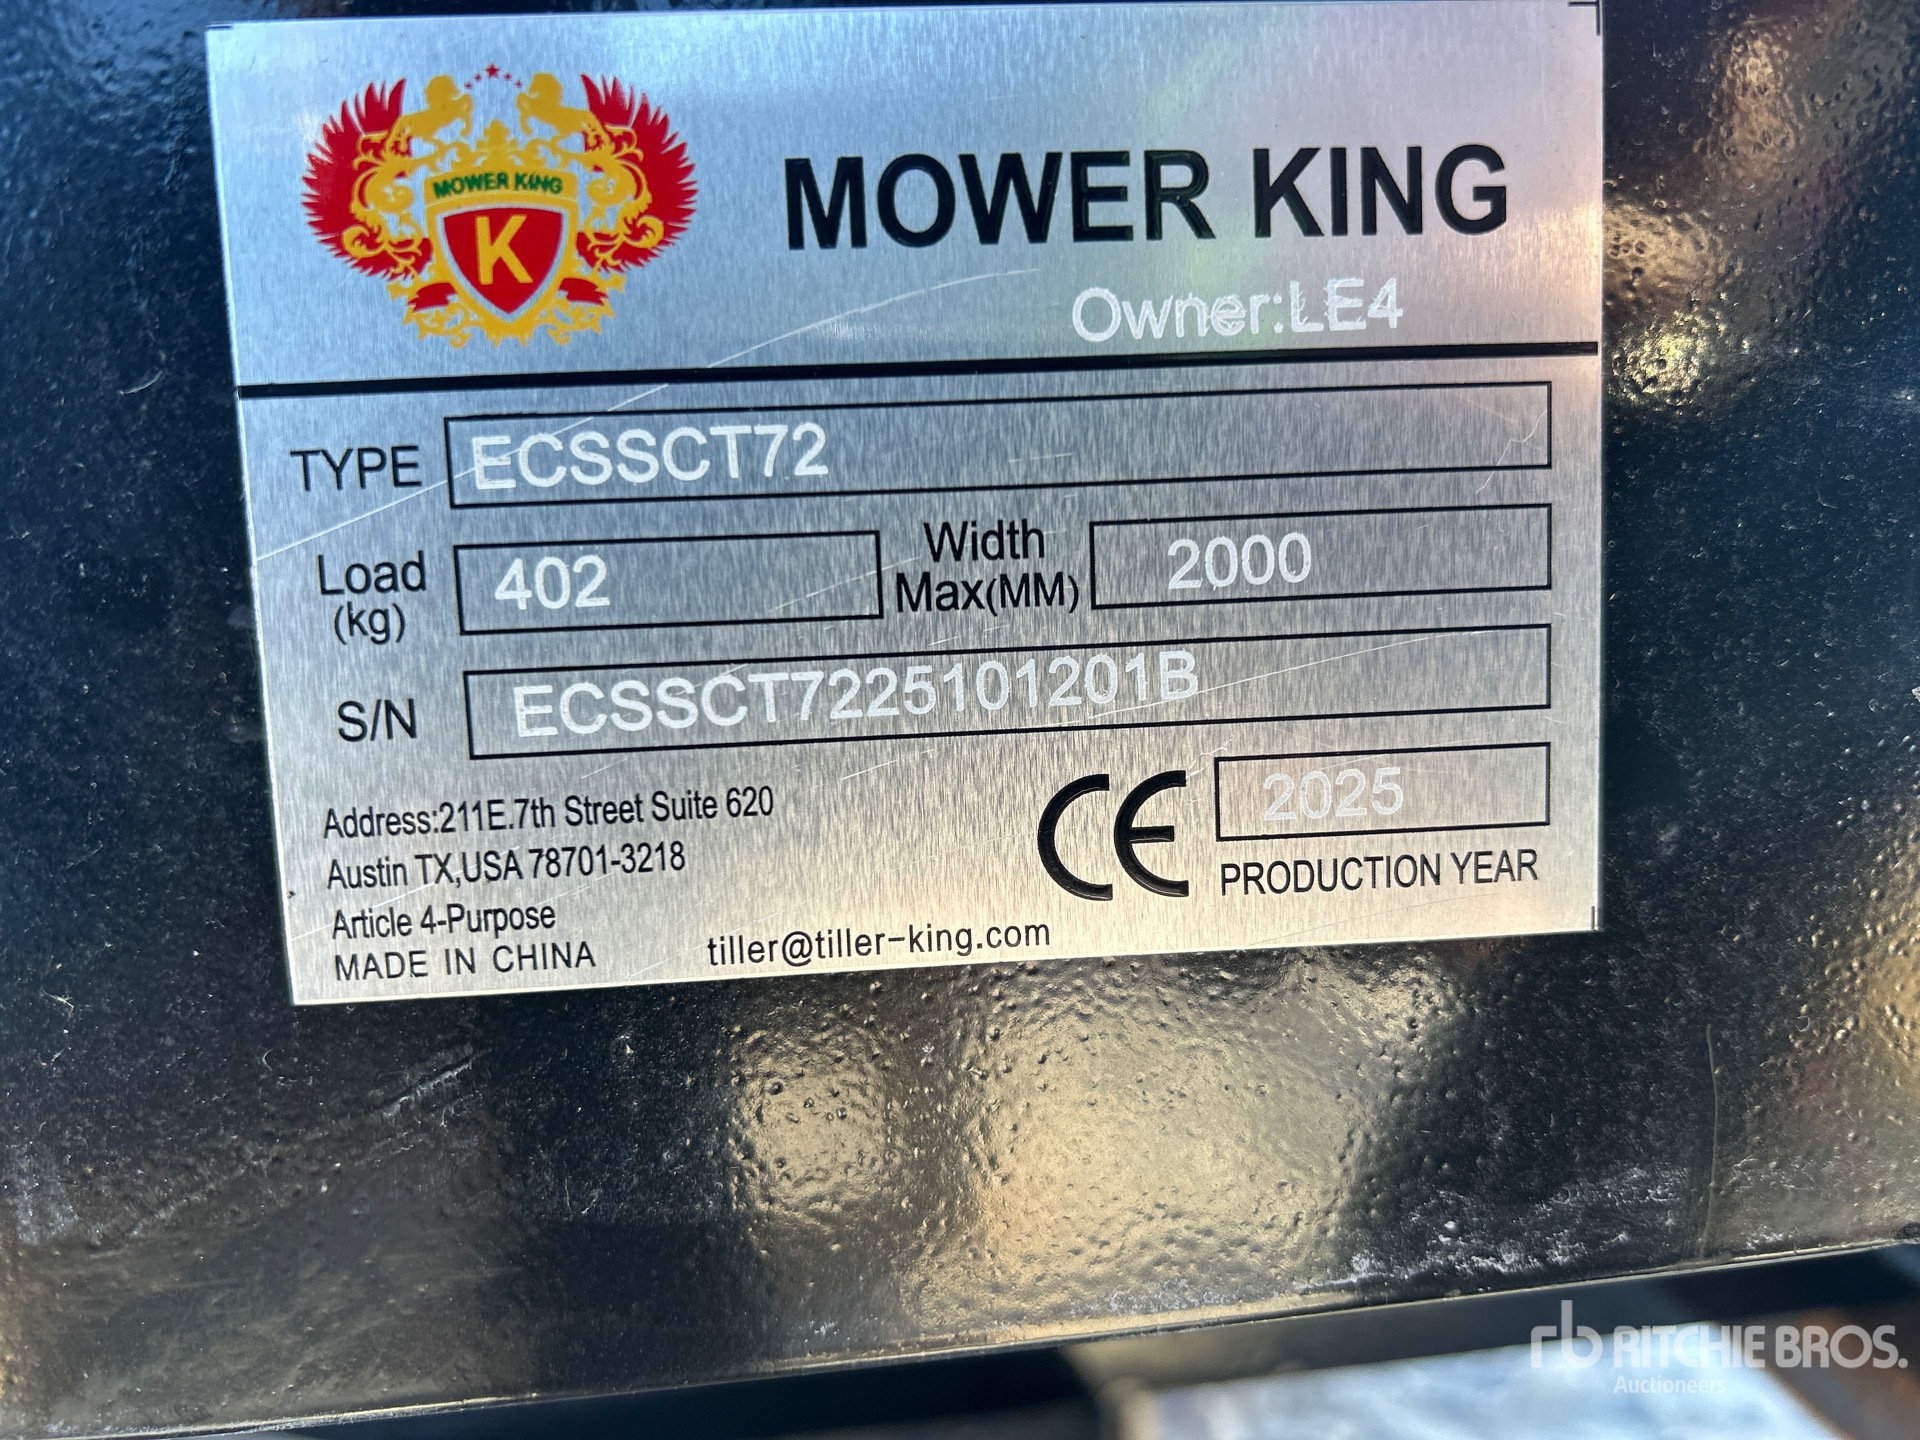 MOWER KING
K
MOWER KING
Owner:LE4
TYPE ECSSCT72
Load (kg) 402 Width Max(MM) 2000
S/N ECSSCT7225101201B
Address:211E.7th Street Suite 620
Austin TX,USA 78701-3218
Article 4-Purpose
MADE IN CHINA
tiller@tiller-king.com
CE
2025
PRODUCTION YEAR
rb RITCHIE BROS.
Auctioneers